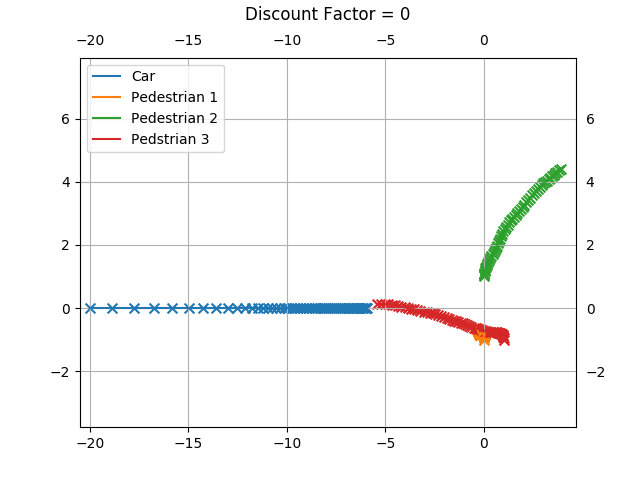 Discount Factor = 0
−20 −15 −10 −5 0
Car
Pedestrian 1
Pedestrian 2
Pedstrian 3
6 6
4 4
2 2
0 0
−2 −2
−20 −15 −10 −5 0